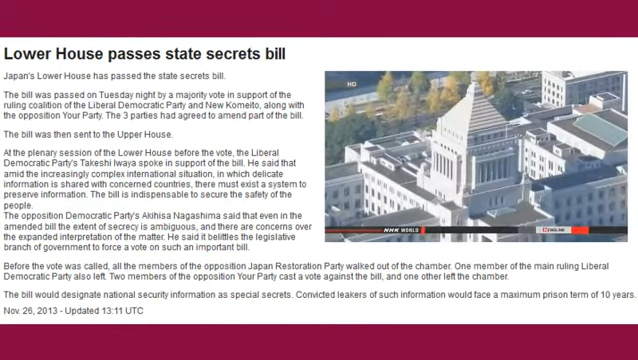 Lower House passes state secrets bill
Japan's Lower House has passed the state secrets bill.
The bill was passed on Tuesday night by a majority vote in support of the
ruling coalition of the Liberal Democratic Party and New Komeito, along with
the opposition Your Party. The 3 parties had agreed to amend part of the bill.
The bill was then sent to the Upper House.
At the plenary session of the Lower House before the vote, the Liberal
Democratic Party's Takeshi Iwaya spoke in support of the bill. He said that
amid the increasingly complex international situation, in which delicate
information is shared with concerned countries, there must exist a system to
preserve information. The bill is indispensable to secure the safety of the
people.
The opposition Democratic Party's Akihisa Nagashima said that even in the
amended bill the extent of secrecy is ambiguous, and there are concerns over
the expanded interpretation of the matter. He said it belittles the legislative
branch of government to force a vote on such an important bill.
HD
NHK WORLD
NEWSLINE
Before the vote was called, all the members of the opposition Japan Restoration Party walked out of the chamber. One member of the main ruling Liberal
Democratic Party also left. Two members of the opposition Your Party cast a vote against the bill, and one other left the chamber.
The bill would designate national security information as special secrets. Convicted leakers of such information would face a maximum prison term of 10 years.
Nov. 26, 2013 - Updated 13:11 UTC